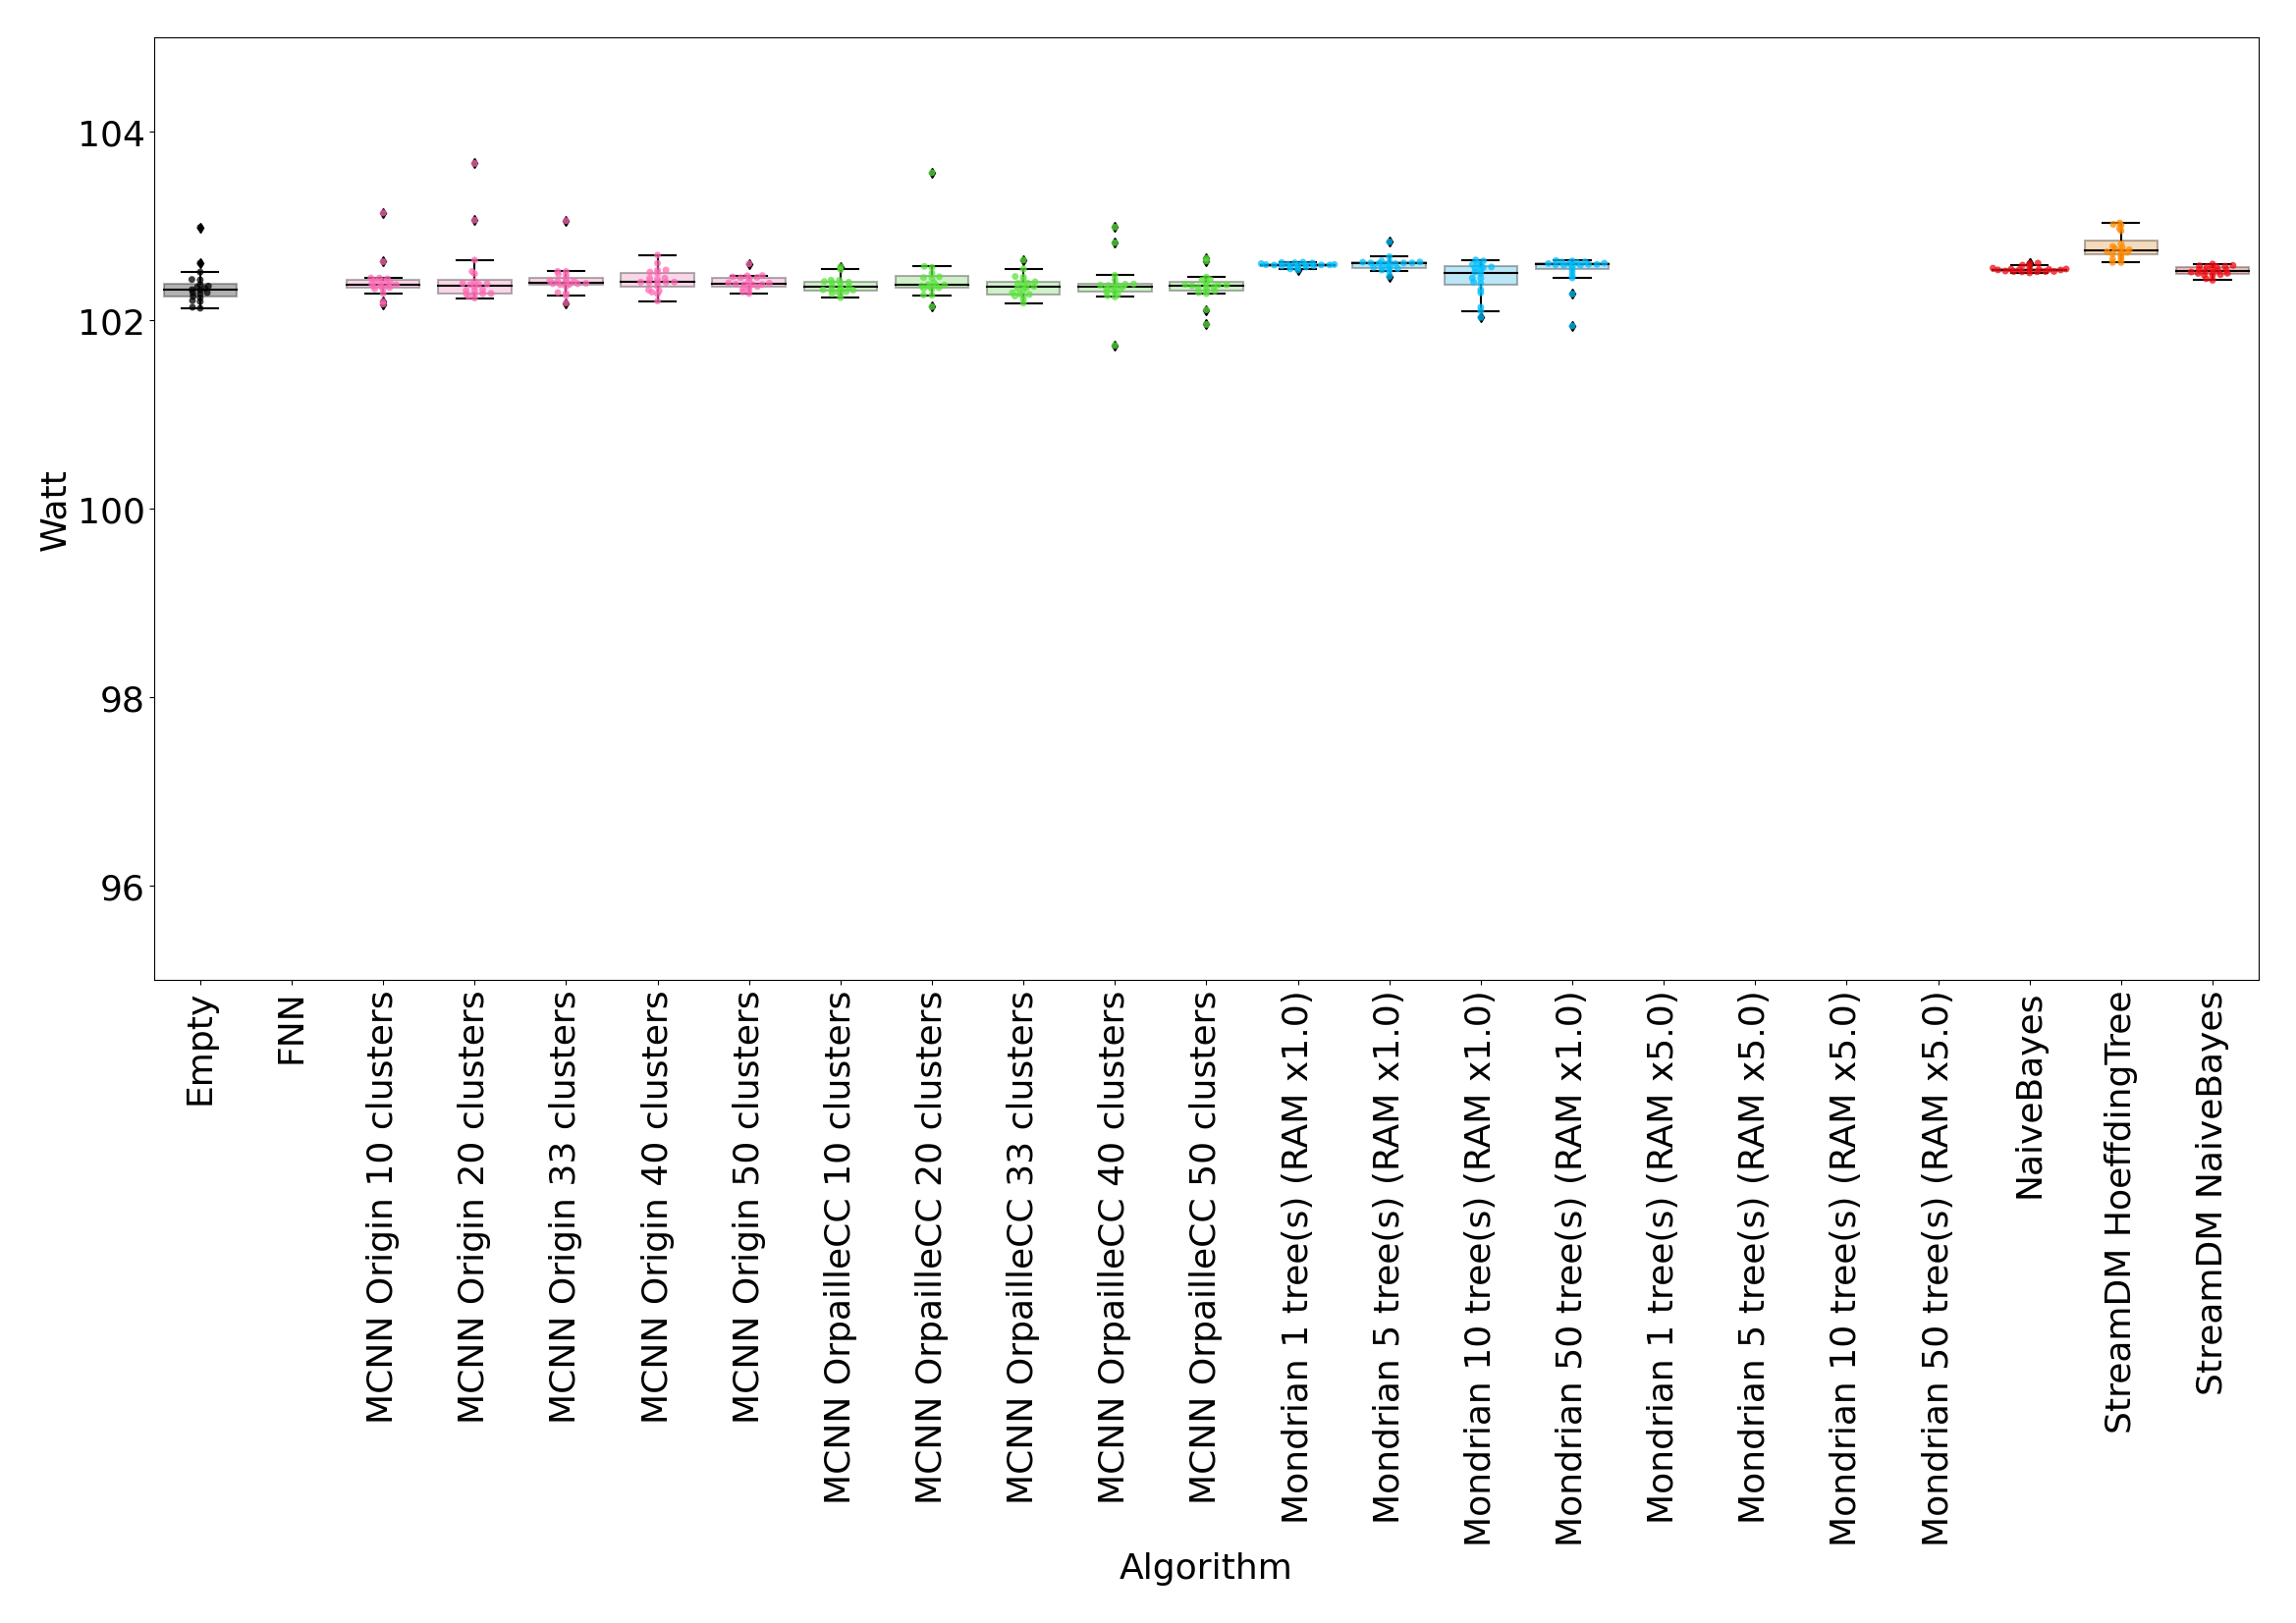 104
102
100
98
96
Watt
Empty
FNN
MCNN Origin 10 clusters
MCNN Origin 20 clusters
MCNN Origin 33 clusters
MCNN Origin 40 clusters
MCNN Origin 50 clusters
MCNN OrpailleCC 10 clusters
MCNN OrpailleCC 20 clusters
MCNN OrpailleCC 33 clusters
MCNN OrpailleCC 40 clusters
MCNN OrpailleCC 50 clusters
Mondrian 1 tree(s) (RAM x1.0)
Mondrian 5 tree(s) (RAM x1.0)
Mondrian 10 tree(s) (RAM x1.0)
Mondrian 50 tree(s) (RAM x1.0)
Mondrian 1 tree(s) (RAM x5.0)
Mondrian 5 tree(s) (RAM x5.0)
Mondrian 10 tree(s) (RAM x5.0)
Mondrian 50 tree(s) (RAM x5.0)
NaiveBayes
StreamDM HoeffdingTree
StreamDM NaiveBayes
Algorithm